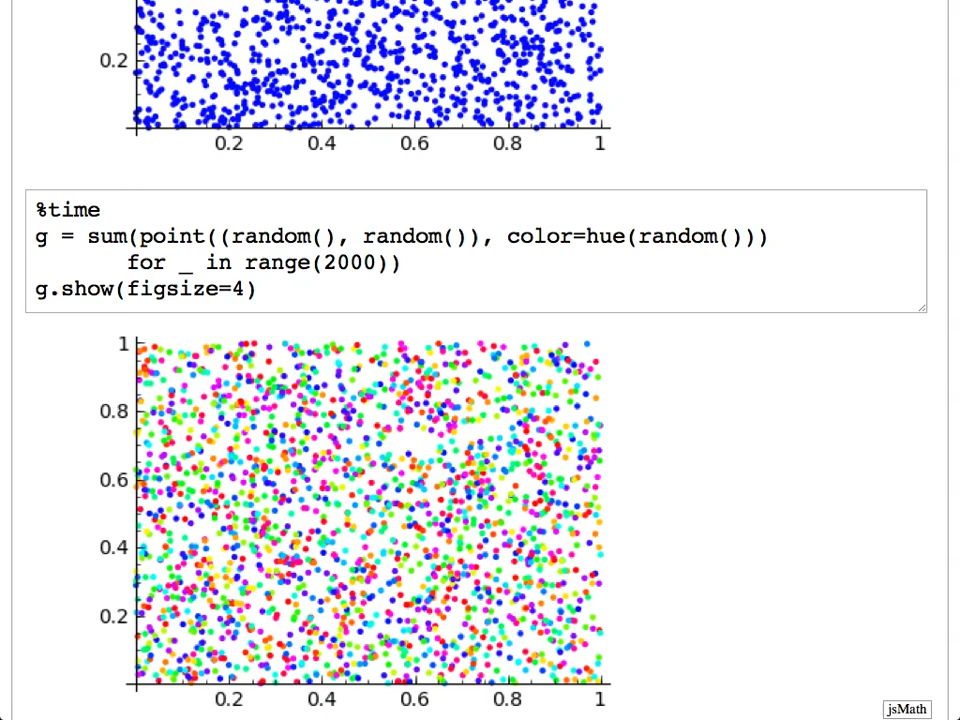 0.2
0.2 0.4 0.6 0.8 1
%time
g = sum(point((random(), random()), color=hue(random()))
for _ in range(2000))
g.show(figsize=4)
1
0.8
0.6
0.4
0.2
0.2 0.4 0.6 0.8 1
jsMath